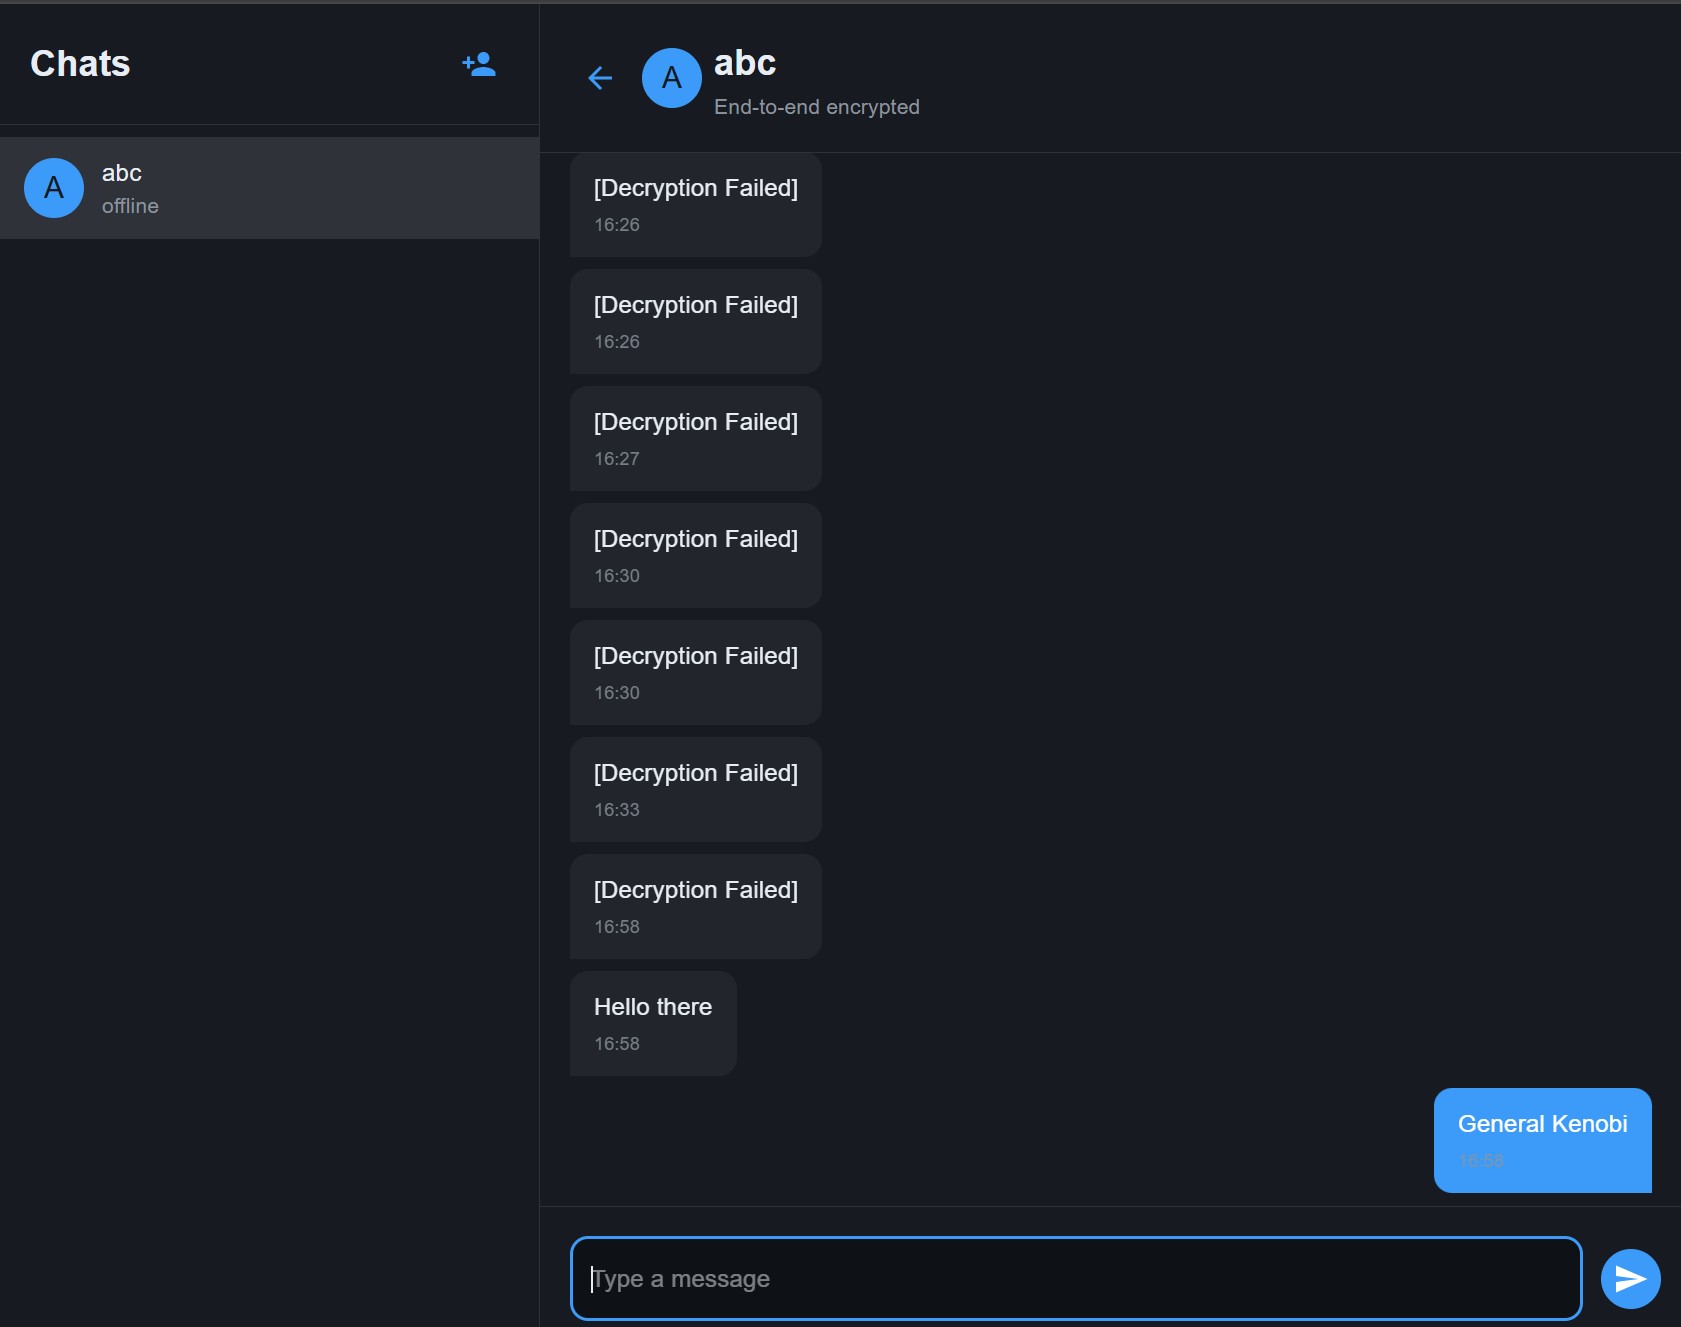 Chats
abc
offline
A
A
abc
End-to-end encrypted
[Decryption Failed]
16:26
[Decryption Failed]
16:26
[Decryption Failed]
16:27
[Decryption Failed]
16:30
[Decryption Failed]
16:30
[Decryption Failed]
16:33
[Decryption Failed]
16:58
Hello there
16:58
General Kenobi
16:58
Type a message